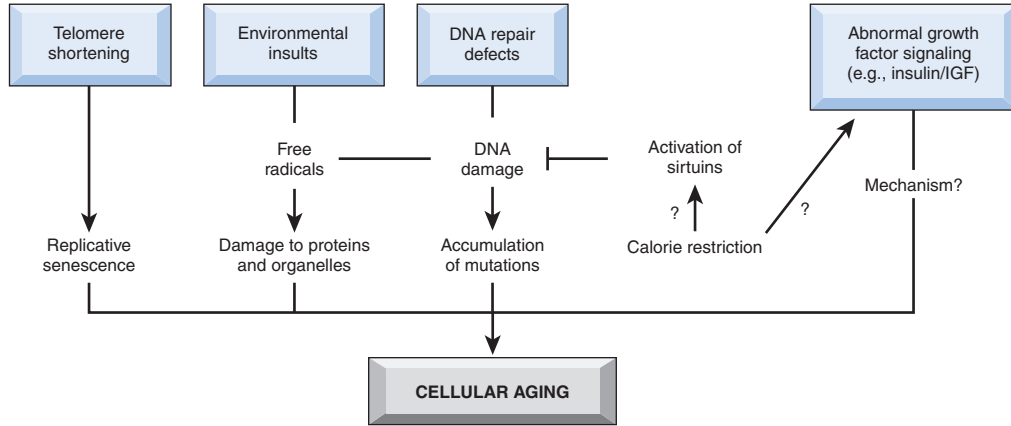 Telomere
shortening
Environmental
insults
DNA repair
defects
Abnormal growth
factor signaling
(e.g., insulin/IGF)
Free
radicals
DNA
damage
Activation of
sirtuins
Mechanism?
?
?
Replicative
senescence
Damage to proteins
and organelles
Accumulation
of mutations
Calorie restriction
CELLULAR AGING